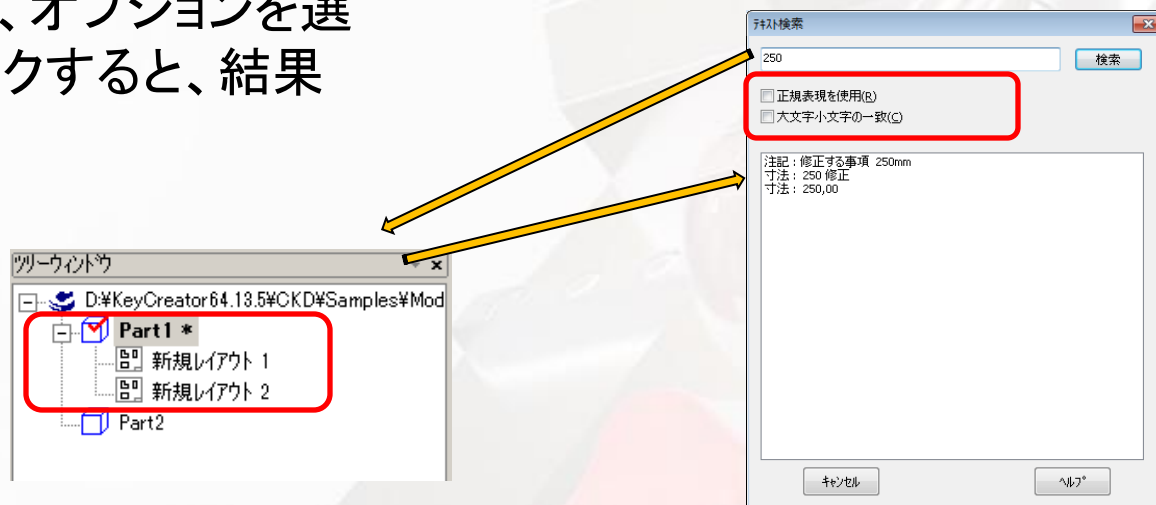 、オプションを選
クすると、結果
テキスト検索
250
検索
正規表現を使用(R)
大文字小文字の一致(C)
注記 : 修正する事項 250mm
寸法 : 250 修正
寸法 : 250,00
キャンセル
ヘルプ
ツリーウィンドウ
D:¥KeyCreator64.13.5¥CKD¥Samples¥Mod
Part1 *
新規レイアウト 1
新規レイアウト 2
Part2